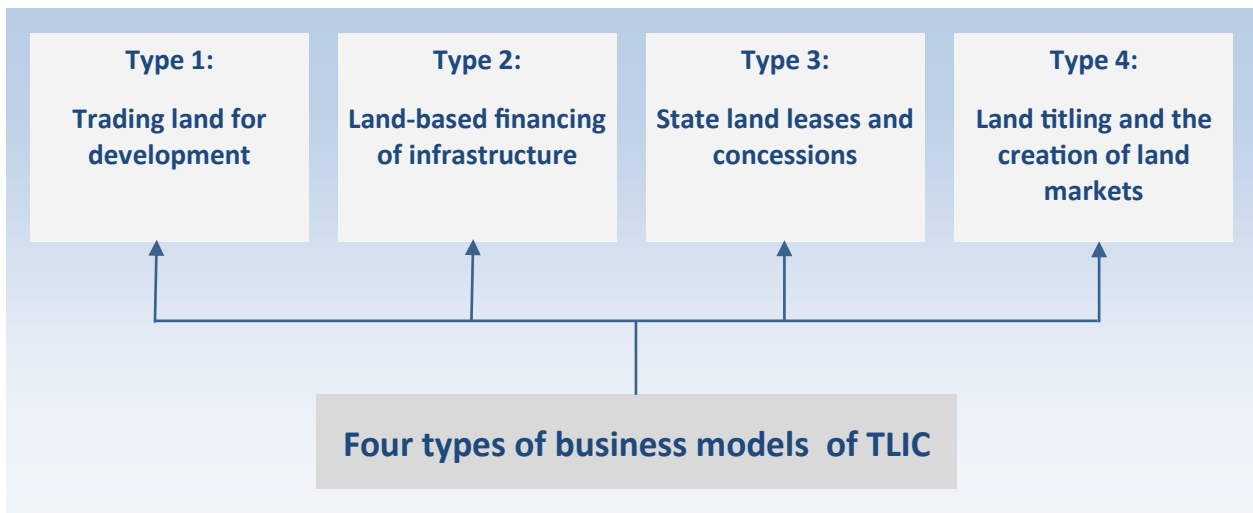 Type 1:
Trading land for
development
Type 2:
Land-based financing
of infrastructure
Type 3:
State land leases and
concessions
Type 4:
Land titling and the
creation of land
markets
Four types of business models  of TLIC